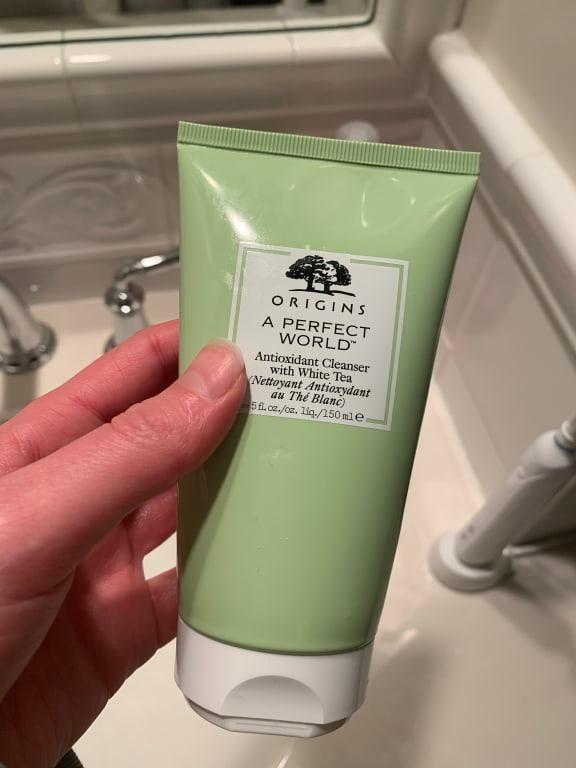 ORIGINS
A PERFECT
WORLD™
Antioxidant Cleanser
with White Tea
(Nettoyant Antioxydant
au Thé Blanc)
5 fl.oz./oz. liq./150 ml e